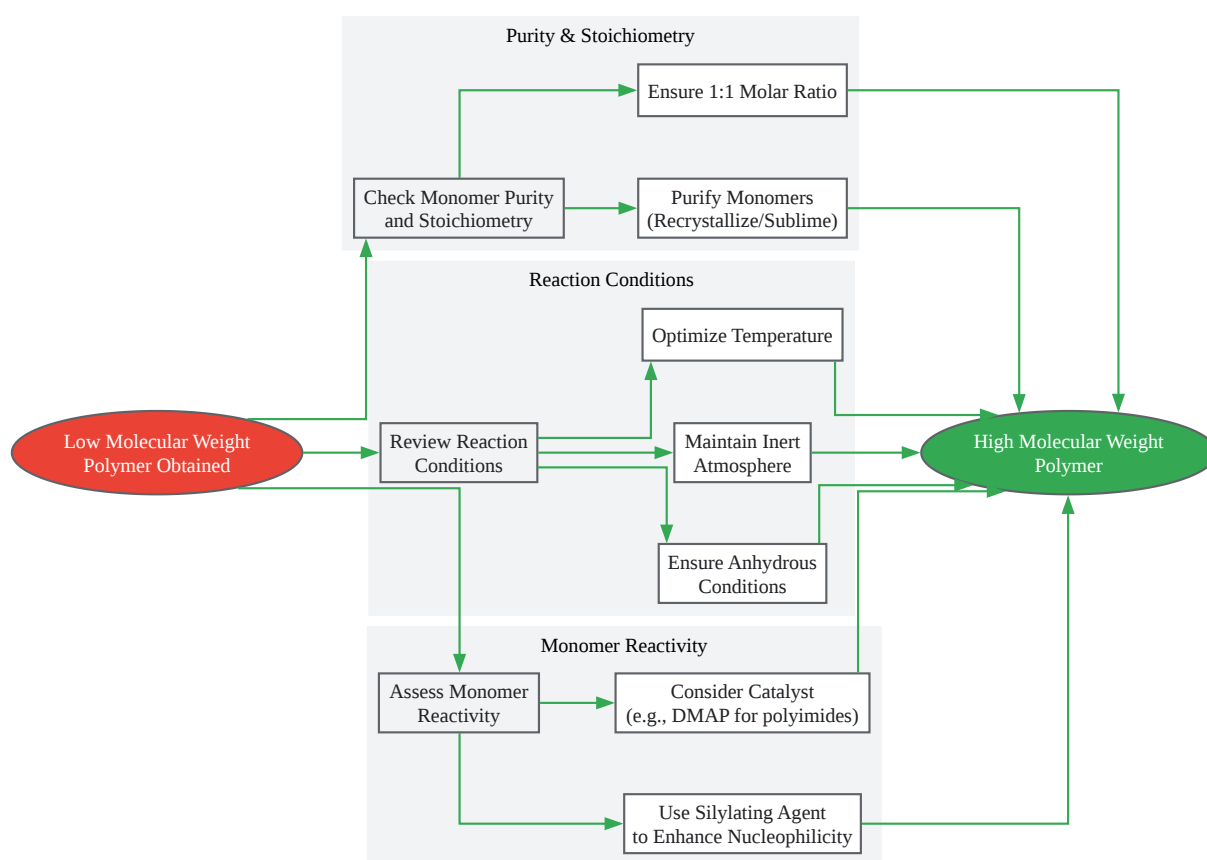 Purity & Stoichiometry
Ensure 1:1 Molar Ratio
Check Monomer Purity
and Stoichiometry
Purify Monomers
(Recrystallize/Sublime)
Reaction Conditions
Optimize Temperature
Low Molecular Weight
Polymer Obtained
Review Reaction
Conditions
Maintain Inert
Atmosphere
High Molecular Weight
Polymer
Ensure Anhydrous
Conditions
Monomer Reactivity
Assess Monomer
Reactivity
Consider Catalyst
(e.g., DMAP for polyimides)
Use Silylating Agent
to Enhance Nucleophilicity